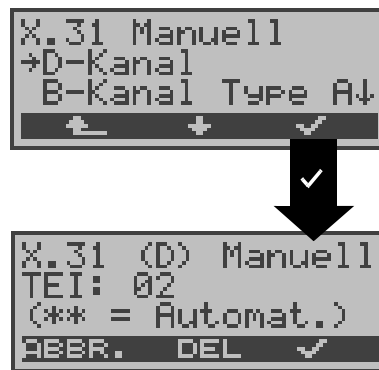 X.31 Manuell
→D-Kanal
B-Kanal Type A↓
X.31 (D) Manuell
TEI: 02
(** = Automat.)
ABBR. DEL ✓